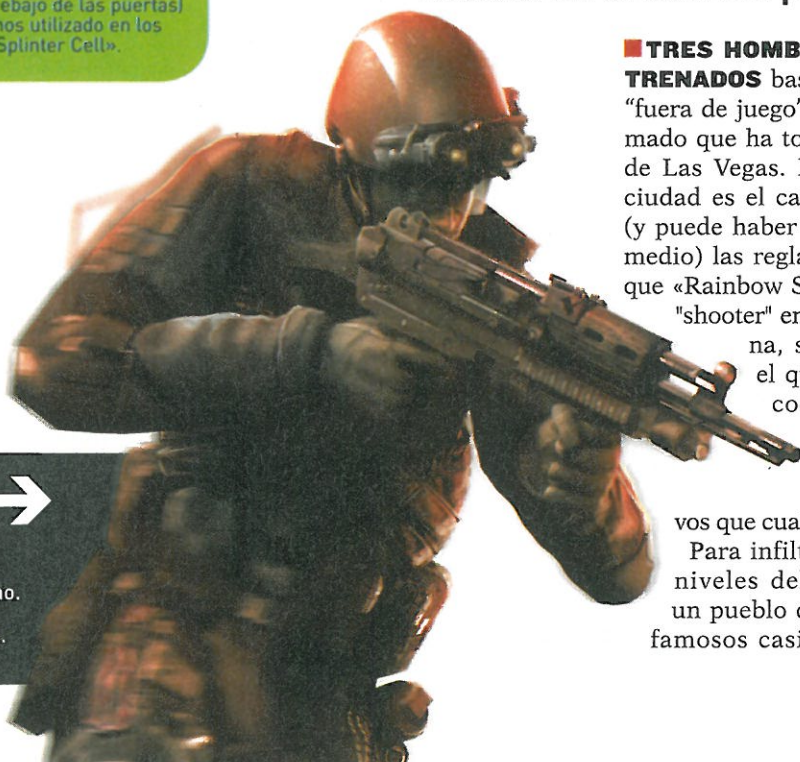 ebajo de las puertas)
os utilizado en los
Splinter Cell».
TRES HOMB
TRENADOS bas
"fuera de juego"
mado que ha to
de Las Vegas.
ciudad es el ca
(y puede haber
medio) las regla
que «Rainbow S
"shooter" en
na, s
el q
co
vos que cua
Para infilt
niveles del
un pueblo
famosos casi
o.